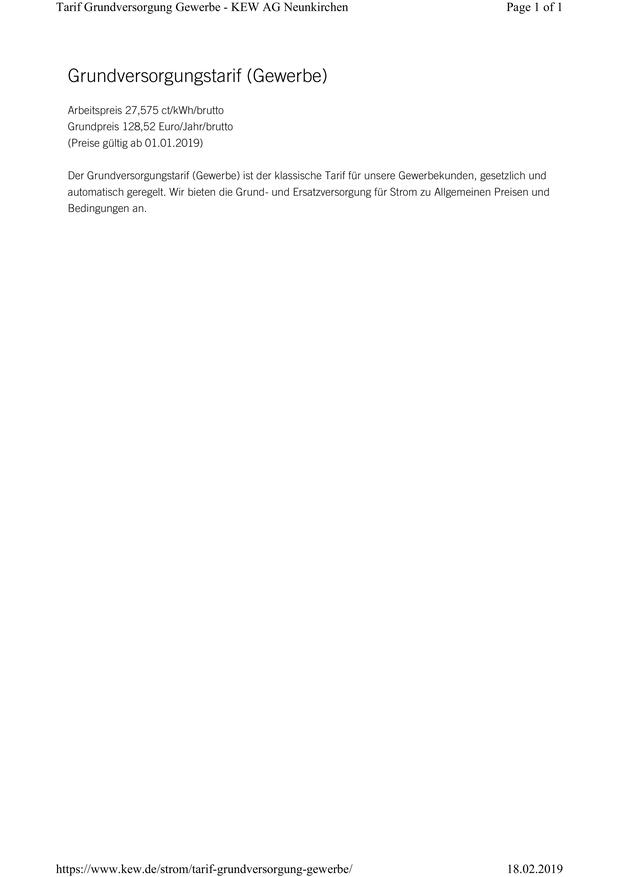 Tarif Grundversorgung Gewerbe - KEW AG Neunkirchen Page 1 of 1
Grundversorgungstarif (Gewerbe)
Arbeitspreis 27,575 ct/kWh/brutto
Grundpreis 128,52 Euro/Jahr/brutto
(Preise gültig ab 01.01.2019)
Der Grundversorgungstarif (Gewerbe) ist der klassische Tarif für unsere Gewerbekunden, gesetzlich und
automatisch geregelt. Wir bieten die Grund- und Ersatzversorgung für Strom zu Allgemeinen Preisen und
Bedingungen an.
https://www.kew.de/strom/tarif-grundversorgung-gewerbe/ 18.02.2019